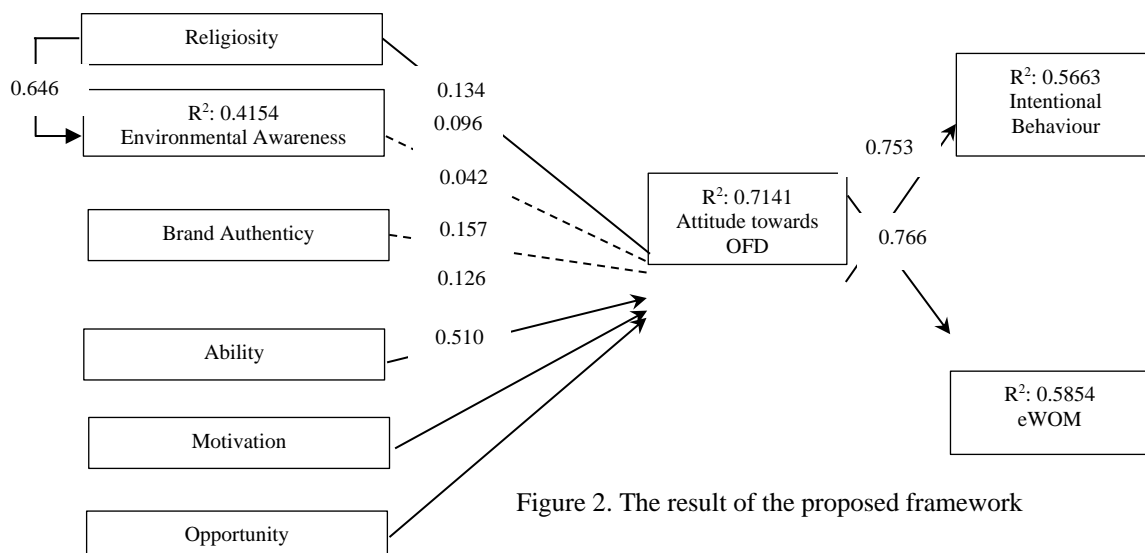 Religiosity
0.646
R²: 0.4154
Environmental Awareness
Brand Authenticy
Ability
Motivation
Opportunity
0.134
0.096
0.042
0.157
0.126
0.510
R²: 0.7141
Attitude towards
OFD
0.753
0.766
R²: 0.5663
Intentional
Behaviour
R²: 0.5854
eWOM
Figure 2. The result of the proposed framework